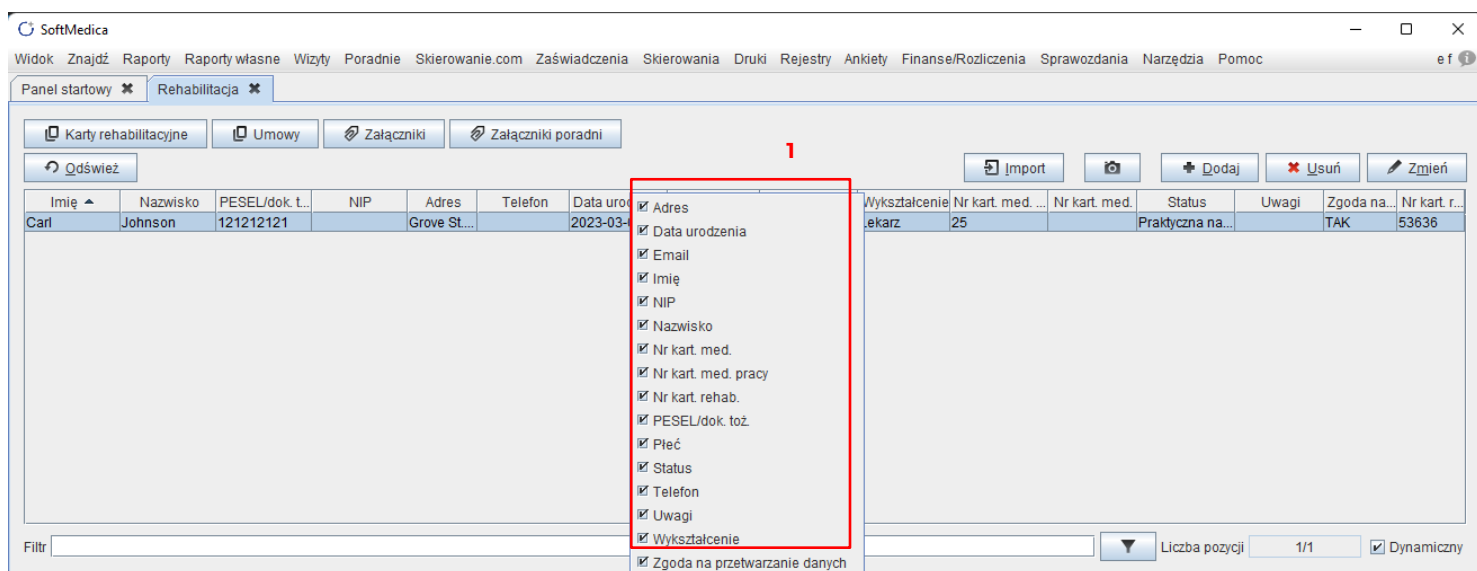 SoftMedica
Widok Znajdź Raporty Raporty własne Wizyty Poradnie Skierowanie.com Zaświadczenia Skierowania Druki Rejestry Ankiety Finanse/Rozliczenia Sprawozdania Narzędzia Pomoc e f
Panel startowy Rehabilitacja
Karty rehabilitacyjne Umowy Załączniki Załączniki poradni
1
Odśwież Import Dodaj Usuń Zmień
Imię Nazwisko PESEL/dok. t... NIP Adres Telefon Data uro Wykształcenie Nr kart. med. ... Nr kart. med. Status Uwagi Zgoda na... Nr kart. r...
Carl Johnson 121212121 Grove St.... 2023-03- ekarz 25 Praktyczna na... TAK 53636
Adres
Data urodzenia
Email
Imię
NIP
Nazwisko
Nr kart. med.
Nr kart. med. pracy
Nr kart. rehab.
PESEL/dok. toż.
Płeć
Status
Telefon
Uwagi
Wykształcenie
Zgoda na przetwarzanie danych
Filtr Liczba pozycji 1/1 Dynamiczny